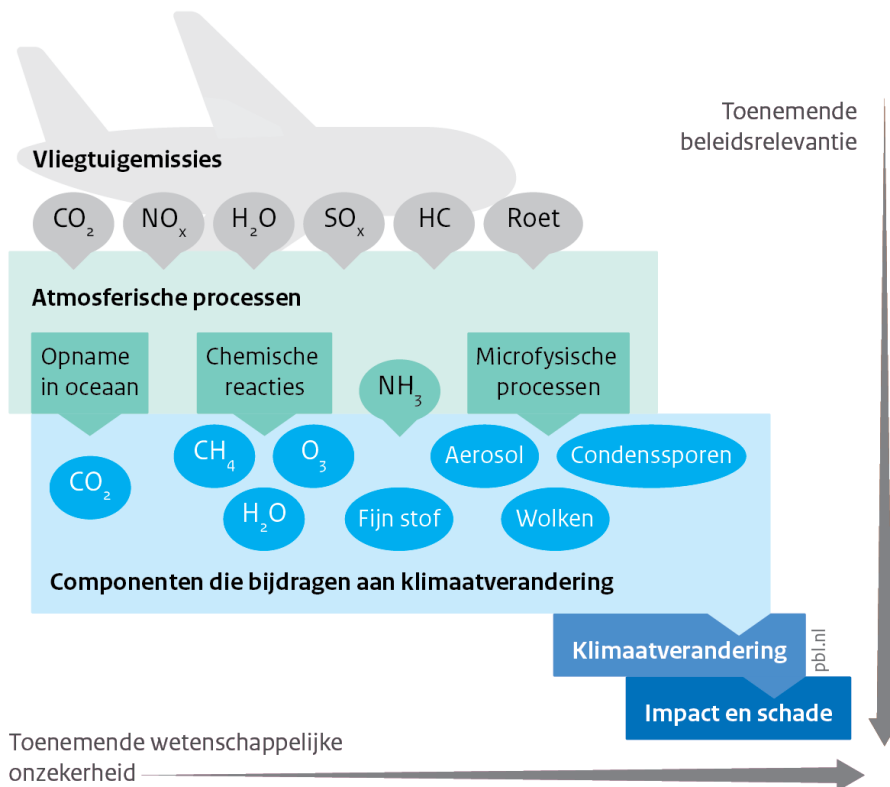 Toenemende
beleidsrelevantie
Vliegtuigemissies
CO₂
NOₓ
H₂O
SOₓ
HC
Roet
Atmosferische processen
Opname
in oceaan
Chemische
reacties
NH₃
Microfysische
processen
CO₂
CH₄
O₃
H₂O
Fijn stof
Aerosol
Condenssporen
Wolken
Componenten die bijdragen aan klimaatverandering
Klimaatverandering
pbl.nl
Impact en schade
Toenemende wetenschappelijke
onzekerheid